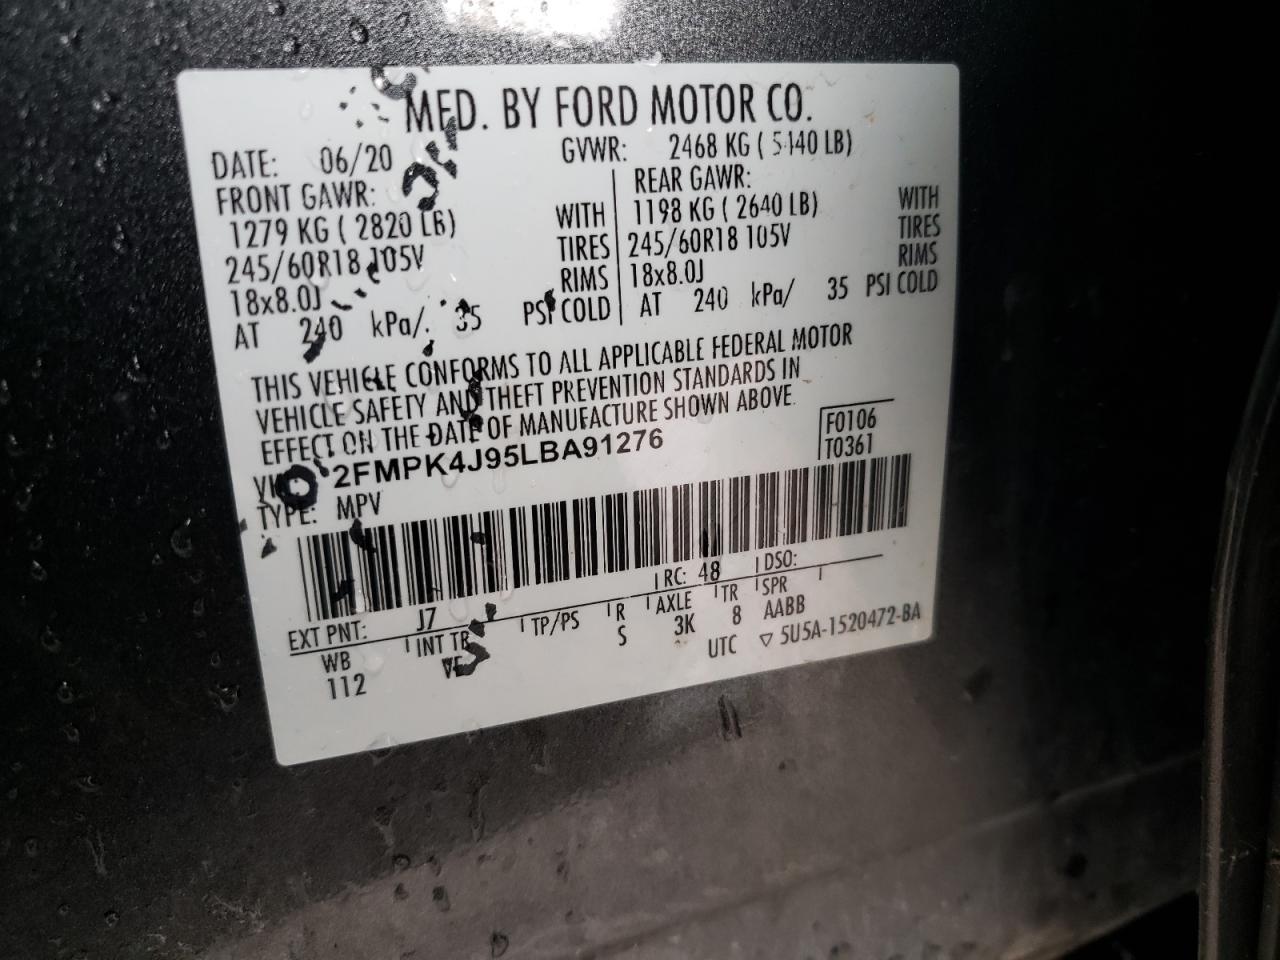 MFD. BY FORD MOTOR CO.
DATE: 06/20 GVWR: 2468 KG ( 5140 LB)
FRONT GAWR: REAR GAWR:
1279 KG ( 2820 LB) WITH 1198 KG ( 2640 LB) WITH
245/60R18 105V TIRES 245/60R18 105V TIRES
18x8.0J RIMS 18x8.0J RIMS
AT 240 kPa/ 35 PSI COLD AT 240 kPa/ 35 PSI COLD
THIS VEHICLE CONFORMS TO ALL APPLICABLE FEDERAL MOTOR
VEHICLE SAFETY AND THEFT PREVENTION STANDARDS IN
EFFECT ON THE DATE OF MANUFACTURE SHOWN ABOVE.
VIN: 2FMPK4J95LBA91276 F0106
TYPE: MPV T0361
EXT PNT: J7 RC: 48 DSO:
WB INT TR TP/PS R AXLE TR SPR
112 VE S 3K 8 AABB
UTC ▽ 5U5A-1520472-BA